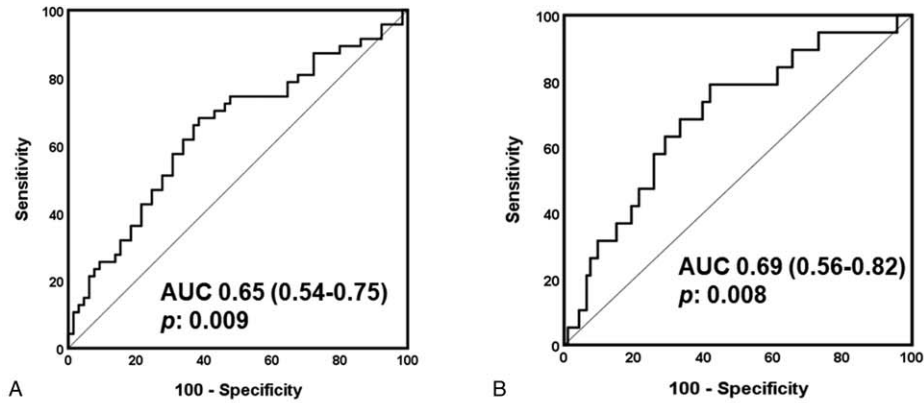 100
80
60
40
20
0
Sensitivity
AUC 0.65 (0.54-0.75)
p: 0.009
0 20 40 60 80 100
100 - Specificity
A
100
80
60
40
20
0
Sensitivity
AUC 0.69 (0.56-0.82)
p: 0.008
0 20 40 60 80 100
100 - Specificity
B